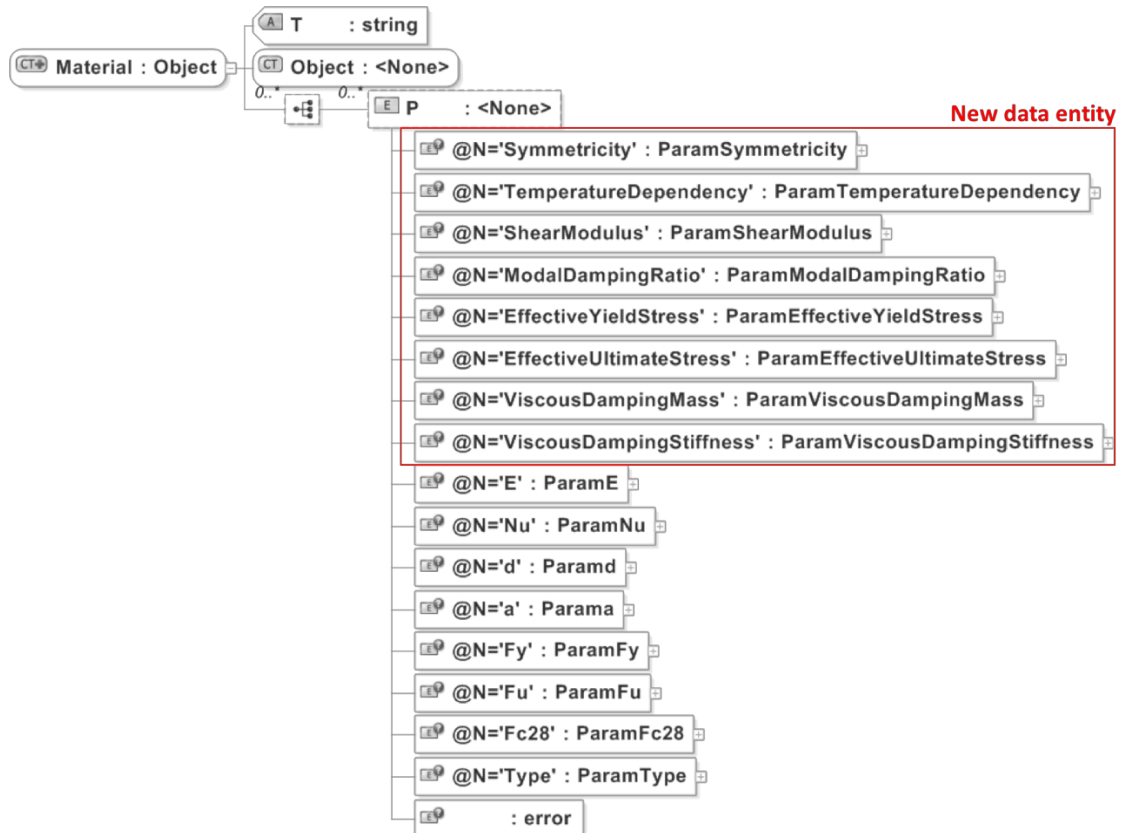 A T : string
CT+ Material : Object
CT Object : <None>
0..* 0..*
E P : <None>
New data entity
E @N='Symmetricity' : ParamSymmetricity
E @N='TemperatureDependency' : ParamTemperatureDependency
E @N='ShearModulus' : ParamShearModulus
E @N='ModalDampingRatio' : ParamModalDampingRatio
E @N='EffectiveYieldStress' : ParamEffectiveYieldStress
E @N='EffectiveUltimateStress' : ParamEffectiveUltimateStress
E @N='ViscousDampingMass' : ParamViscousDampingMass
E @N='ViscousDampingStiffness' : ParamViscousDampingStiffness
E @N='E' : ParamE
E @N='Nu' : ParamNu
E @N='d' : Paramd
E @N='a' : Parama
E @N='Fy' : ParamFy
E @N='Fu' : ParamFu
E @N='Fc28' : ParamFc28
E @N='Type' : ParamType
E : error